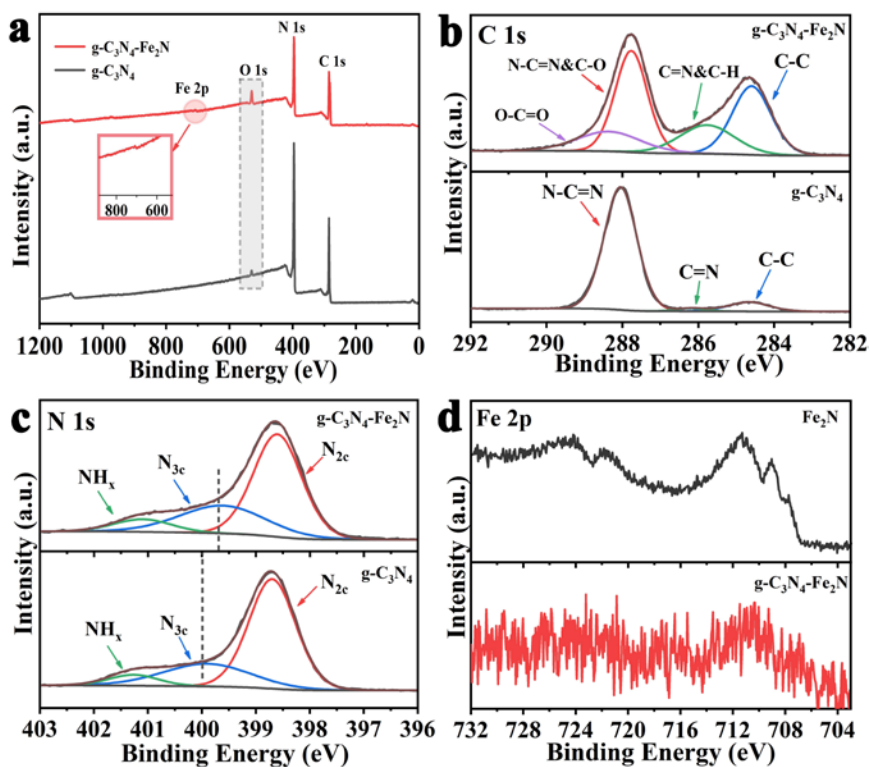 a
g-C₃N₄-Fe₂N
g-C₃N₄
N 1s
O 1s
C 1s
Fe 2p
800 600
Intensity (a.u.)
1200 1000 800 600 400 200 0
Binding Energy (eV)
b
C 1s
g-C₃N₄-Fe₂N
N-C=N&C-O
C=N&C-H
C-C
O-C=O
g-C₃N₄
N-C=N
C=N
C-C
Intensity (a.u.)
292 290 288 286 284 282
Binding Energy (eV)
c
N 1s
g-C₃N₄-Fe₂N
NHₓ
N₃c
N₂c
g-C₃N₄
NHₓ
N₃c
N₂c
Intensity (a.u.)
403 402 401 400 399 398 397 396
Binding Energy (eV)
d
Fe 2p
Fe₂N
g-C₃N₄-Fe₂N
Intensity (a.u.)
732 728 724 720 716 712 708 704
Binding Energy (eV)